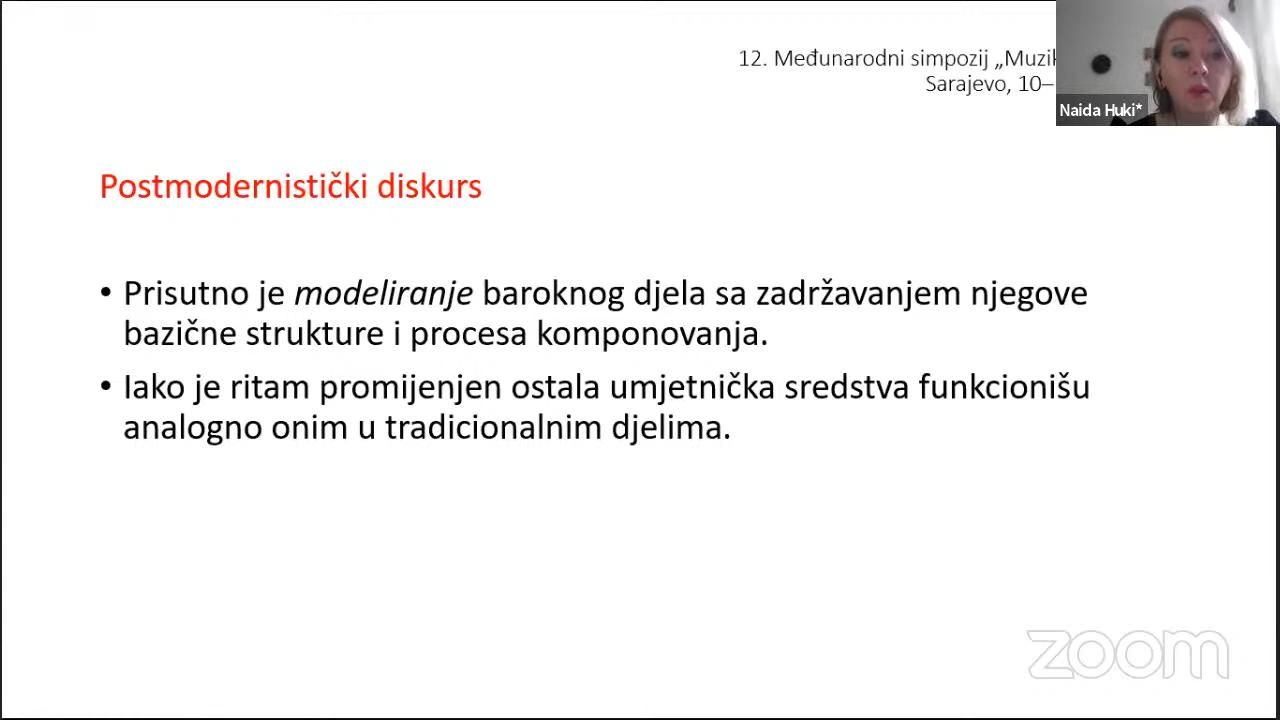 12. Međunarodni simpozij „Muzik
Sarajevo, 10–
Naida Huki*
Postmodernistički diskurs
• Prisutno je modeliranje baroknog djela sa zadržavanjem njegove
bazične strukture i procesa komponovanja.
• Iako je ritam promijenjen ostala umjetnička sredstva funkcionišu
analogno onim u tradicionalnim djelima.
zoom